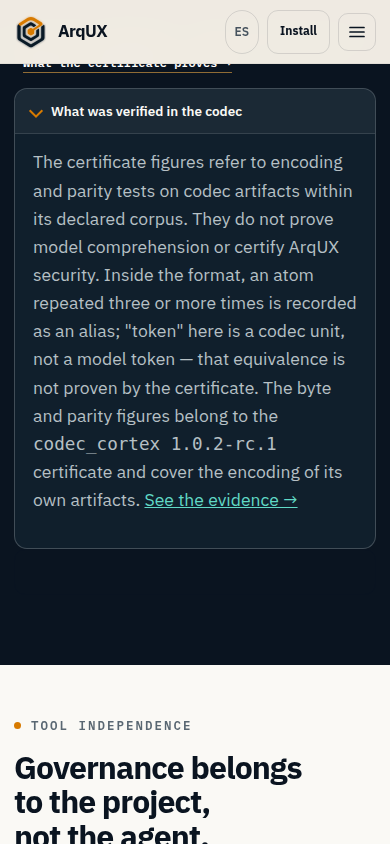 ArqUX
ES
Install
What the certificate proves
What was verified in the codec
The certificate figures refer to encoding
and parity tests on codec artifacts within
its declared corpus. They do not prove
model comprehension or certify ArqUX
security. Inside the format, an atom
repeated three or more times is recorded
as an alias; "token" here is a codec unit,
not a model token — that equivalence is
not proven by the certificate. The byte
and parity figures belong to the
codec_cortex 1.0.2-rc.1
certificate and cover the encoding of its
own artifacts. See the evidence →
TOOL INDEPENDENCE
Governance belongs
to the project,
not the agent.